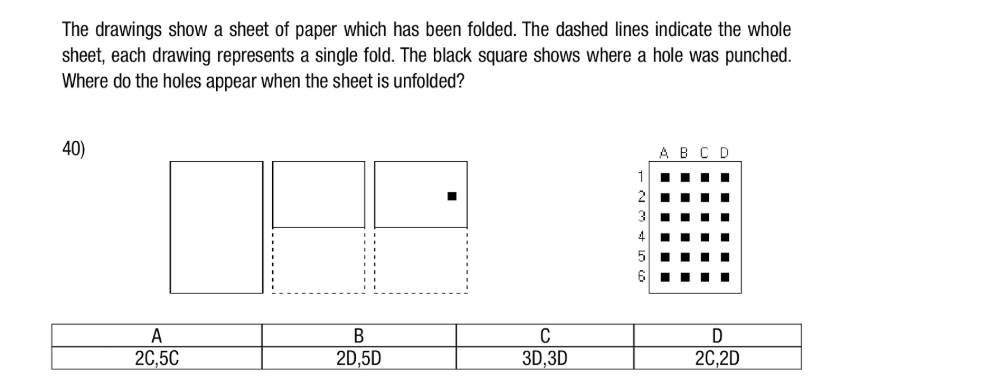 The drawings show a sheet of paper which has been folded. The dashed lines indicate the whole
sheet, each drawing represents a single fold. The black square shows where a hole was punched.
Where do the holes appear when the sheet is unfolded?
40)
A B C D
1
2
3
4
5
6
A B C D
2C,5C 2D,5D 3D,3D 2C,2D